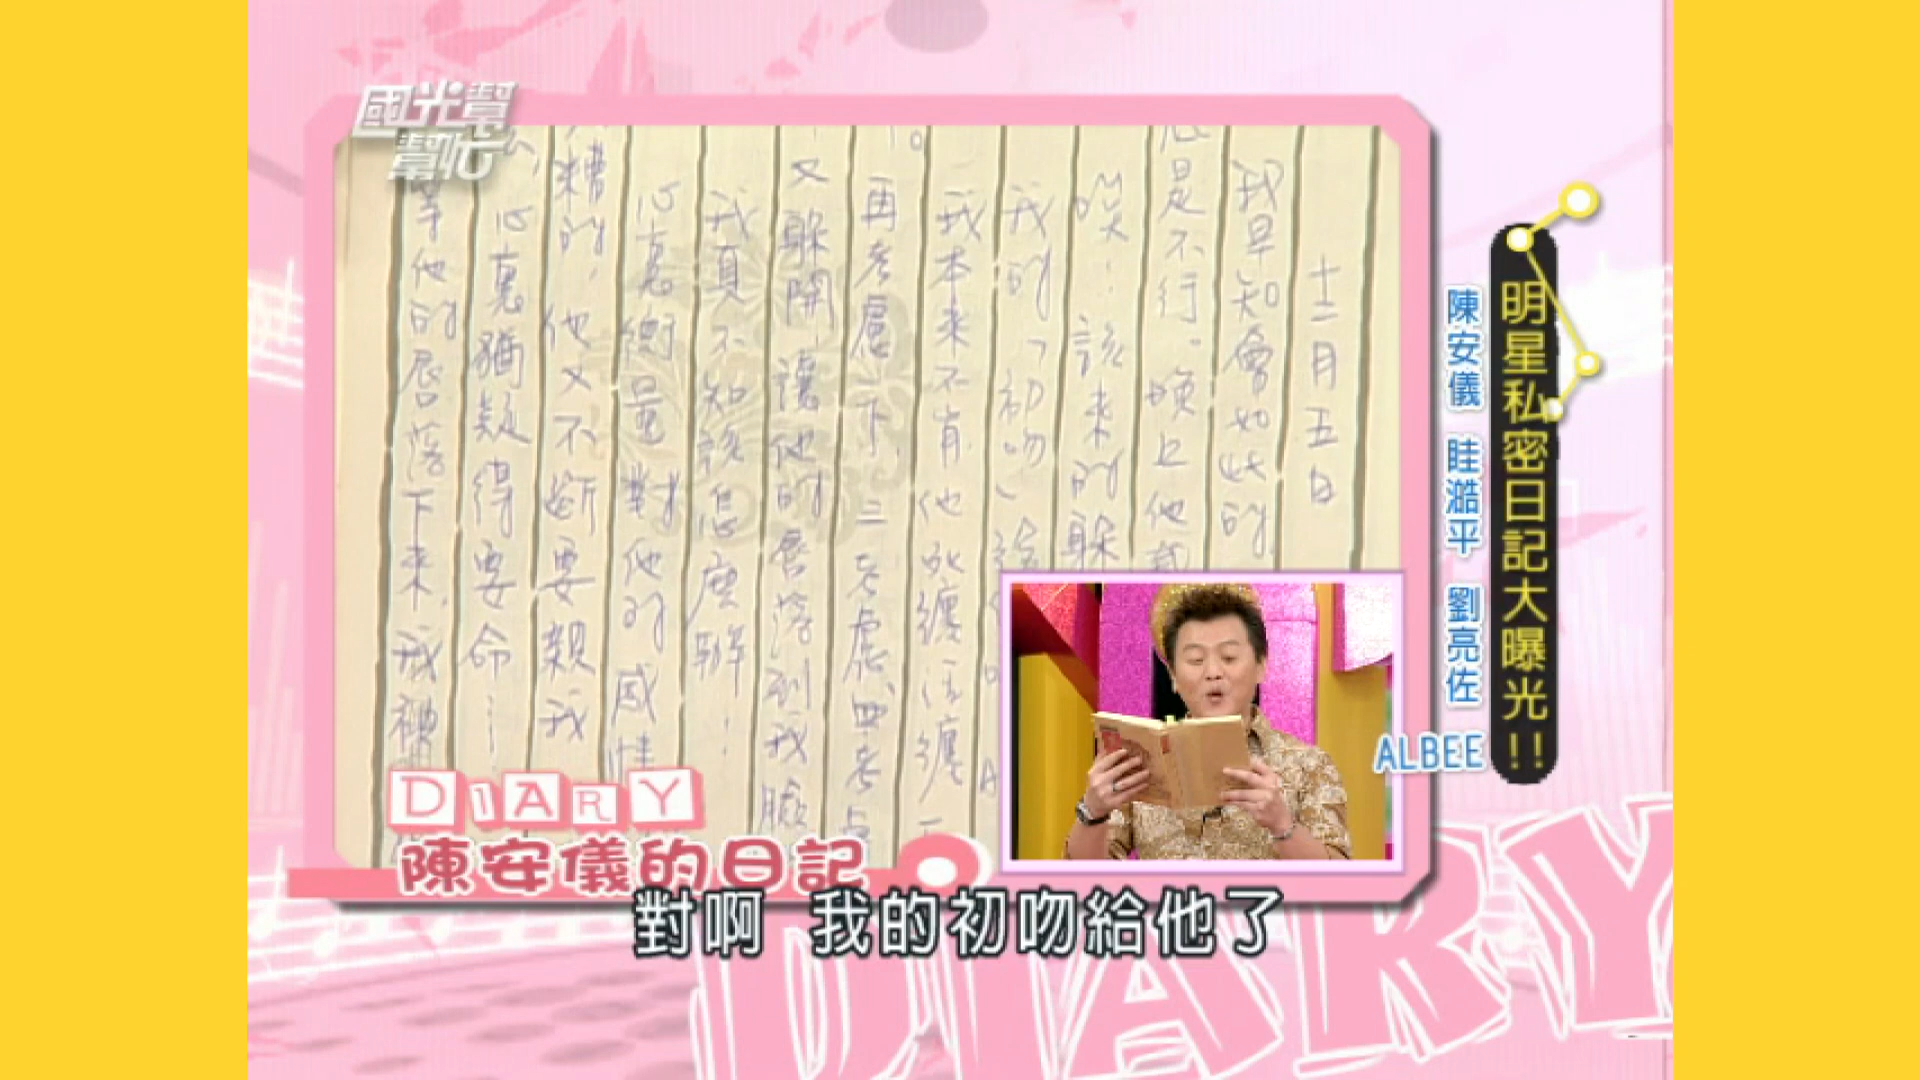 國光幫
幫忙
十二月五日
我早知會如此的
是不行。晚上他
唉…該來的躲
我的「初吻」給
我本來不肯他
再考慮一下、三考慮、四考
又躲開,讓他的唇落到我臉
我真不知該怎麼辦…
心裏衡量對他的感情
糟的,他又不斷要親我
心裏猶疑得要命……
等他的唇落下來,我裡
明星私密日記大曝光!!
陳安儀 眭澔平 劉亮佐
ALBEE
DIARY
陳安儀的日記
對啊 我的初吻給他了
DIARY